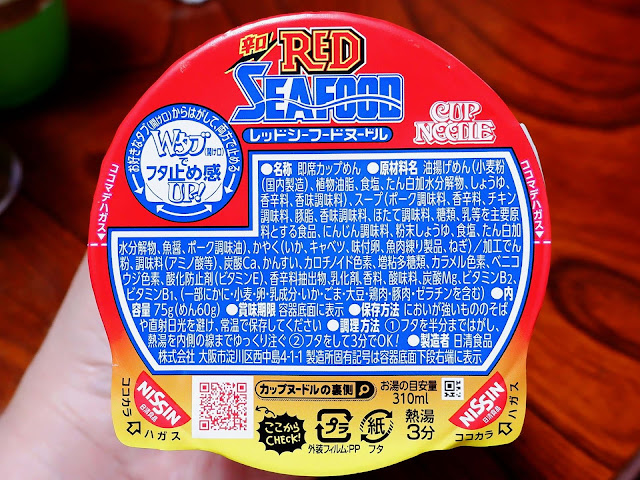 辛口
RED
SEAFOOD
レッドシーフードヌードル
CUP
NOODLE
お好きなタブ(開け口)からはがして、両方で止める
Wタブ(開け口)
で
フタ止め感
UP!
ココマデハガス
ココマデハガス
●名称 即席カップめん ●原材料名 油揚げめん(小麦粉
(国内製造)、植物油脂、食塩、たん白加水分解物、しょうゆ、
香辛料、香味調味料)、スープ(ポーク調味料、香辛料、チキン
調味料、豚脂、香味調味料、ほたて調味料、糖類、乳等を主要原
料とする食品、にんじん調味料、粉末しょうゆ、食塩、たん白
加水分解物、魚醤、ポーク調味油)、かやく(いか、キャベツ、味付卵、魚肉練り製品、ねぎ)/加工でん
粉、調味料(アミノ酸等)、炭酸Ca、かんすい、カロチノイド色素、増粘多糖類、カラメル色素、ベニコ
ウジ色素、酸化防止剤(ビタミンE)、香辛料抽出物、乳化剤、香料、酸味料、炭酸Mg、ビタミンB₂、
ビタミンB₁、(一部にかに・小麦・卵・乳成分・いか・ごま・大豆・鶏肉・豚肉・ゼラチンを含む) ●内
容量 75g(めん60g) ●賞味期限 容器底面に表示 ●保存方法 においが強いもののそば
や直射日光を避け、常温で保存してください ●調理方法 ①フタを半分まではがし、
熱湯を内側の線までゆっくり注ぐ ②フタをして3分でOK! ●製造者 日清食品
株式会社 大阪市淀川区西中島4-1-1 製造所固有記号は容器底面下段右端に表示
カップヌードルの裏側
お湯の目安量
310ml
NISSIN
日清食品
ココカラ
ハガス
ここから
CHECK!
プラ
外装フィルム:PP
紙
フタ
熱湯
3分
NISSIN
日清食品
ココカラ
ハガス